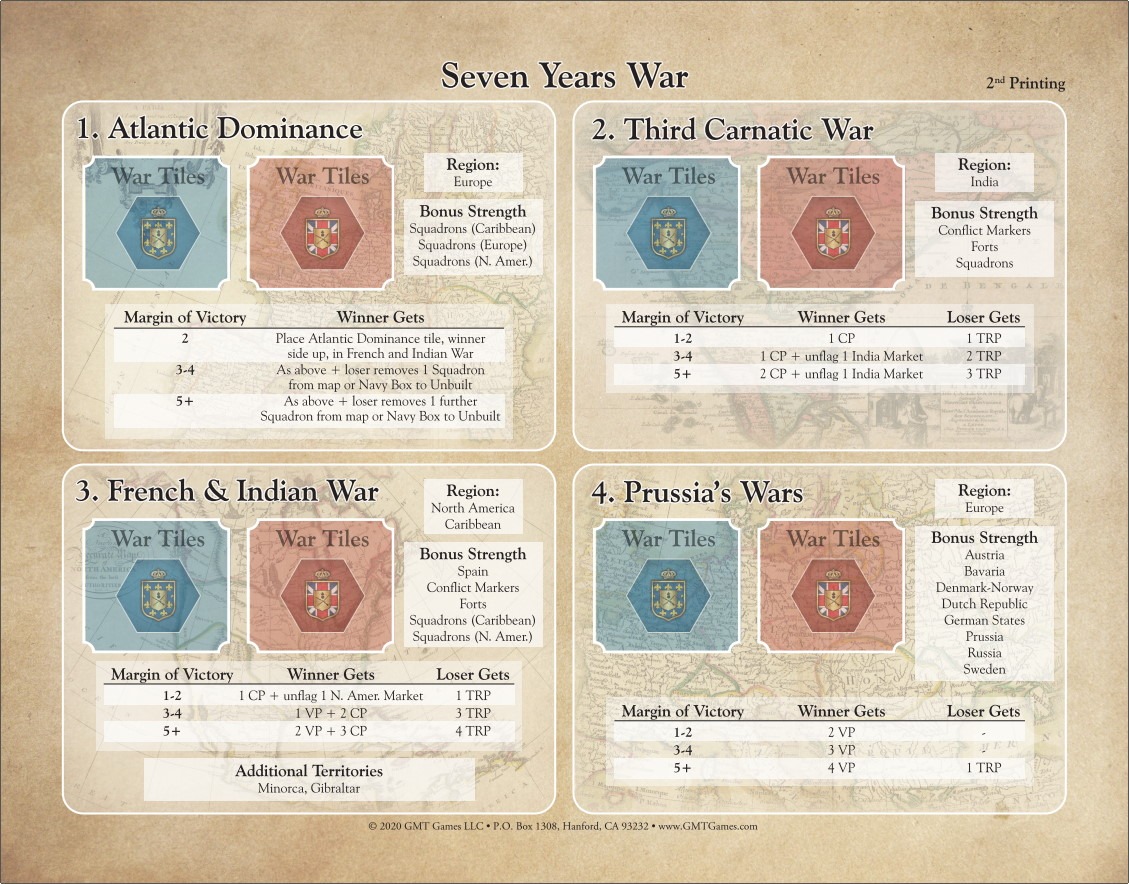 Seven Years War
2nd Printing
1. Atlantic Dominance
War Tiles
War Tiles
Region:
Europe
Bonus Strength
Squadrons (Caribbean)
Squadrons (Europe)
Squadrons (N. Amer.)
Margin of Victory Winner Gets
2 Place Atlantic Dominance tile, winner
side up, in French and Indian War
3-4 As above + loser removes 1 Squadron
from map or Navy Box to Unbuilt
5+ As above + loser removes 1 further
Squadron from map or Navy Box to Unbuilt
2. Third Carnatic War
War Tiles
War Tiles
Region:
India
Bonus Strength
Conflict Markers
Forts
Squadrons
Margin of Victory Winner Gets Loser Gets
1-2 1 CP 1 TRP
3-4 1 CP + unflag 1 India Market 2 TRP
5+ 2 CP + unflag 1 India Market 3 TRP
3. French & Indian War
War Tiles
War Tiles
Region:
North America
Caribbean
Bonus Strength
Spain
Conflict Markers
Forts
Squadrons (Caribbean)
Squadrons (N. Amer.)
Margin of Victory Winner Gets Loser Gets
1-2 1 CP + unflag 1 N. Amer. Market 1 TRP
3-4 1 VP + 2 CP 3 TRP
5+ 2 VP + 3 CP 4 TRP
Additional Territories
Minorca, Gibraltar
4. Prussia's Wars
War Tiles
War Tiles
Region:
Europe
Bonus Strength
Austria
Bavaria
Denmark-Norway
Dutch Republic
German States
Prussia
Russia
Sweden
Margin of Victory Winner Gets Loser Gets
1-2 2 VP -
3-4 3 VP -
5+ 4 VP 1 TRP
© 2020 GMT Games LLC • P.O. Box 1308, Hanford, CA 93232 • www.GMTGames.com